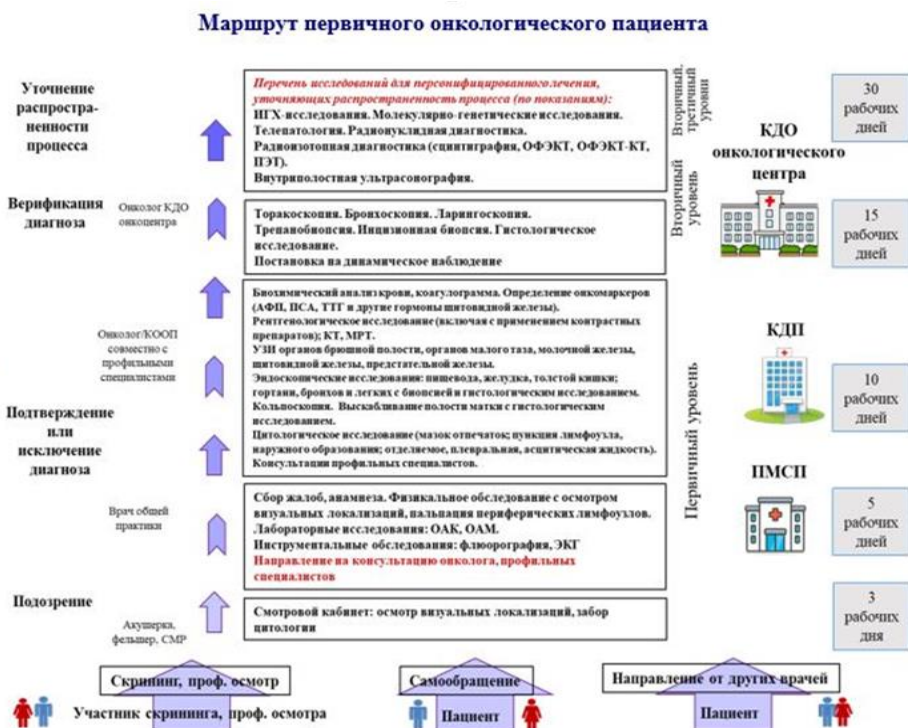 Маршрут первичного онкологического пациента
Уточнение
распростра-
ненности
процесса
Перечень исследований для персонифицированного лечения,
уточняющих распространенность процесса (по показаниям):
ИГХ-исследования. Молекулярно-генетические исследования.
Телепатология. Радионуклидная диагностика.
Радиоизотопная диагностика (сцинтиграфия, ОФЭКТ, ОФЭКТ-КТ,
ПЭТ).
Внутриполостная ультрасонография.
Вторичный, третичный уровни
КДО
онкологического
центра
30
рабочих
дней
Верификация
диагноза
Онколог КДО
онкоцентра
Торакоскопия. Бронхоскопия. Ларингоскопия.
Трепанобиопсия. Инцизионная биопсия. Гистологическое
исследование.
Постановка на динамическое наблюдение
Вторичный
уровень
15
рабочих
дней
Онколог/КООП
совместно с
профильными
специалистами
Биохимический анализ крови, коагулограмма. Определение онкомаркеров
(АФП, ПСА, ТТГ и другие гормоны щитовидной железы).
Рентгенологическое исследование (включая с применением контрастных
препаратов); КТ, МРТ.
УЗИ органов брюшной полости, органов малого таза, молочной железы,
щитовидной железы, предстательной железы.
Эндоскопические исследования: пищевода, желудка, толстой кишки;
гортани, бронхов и легких с биопсией и гистологическим исследованием.
Кольпоскопия. Выскабливание полости матки с гистологическим
исследованием.
Цитологическое исследование (мазок отпечаток; пункция лимфоузла,
наружного образования; отделяемое, плевральная, асцитическая жидкость).
Консультации профильных специалистов.
Первичный уровень
КДП
10
рабочих
дней
Подтверждение
или
исключение
диагноза
Врач общей
практики
Сбор жалоб, анамнеза. Физикальное обследование с осмотром
визуальных локализаций, пальпация периферических лимфоузлов.
Лабораторные исследования: ОАК, ОАМ.
Инструментальные обследования: флюорография, ЭКГ
Направление на консультацию онколога, профильных
специалистов
ПМСП
5
рабочих
дней
Подозрение
Акушерка,
фельшер, СМР
Смотровой кабинет: осмотр визуальных локализаций, забор
цитологии
3
рабочих
дня
Скрининг, проф. осмотр
Самообращение
Направление от других врачей
Участник скрининга, проф. осмотра
Пациент
Пациент